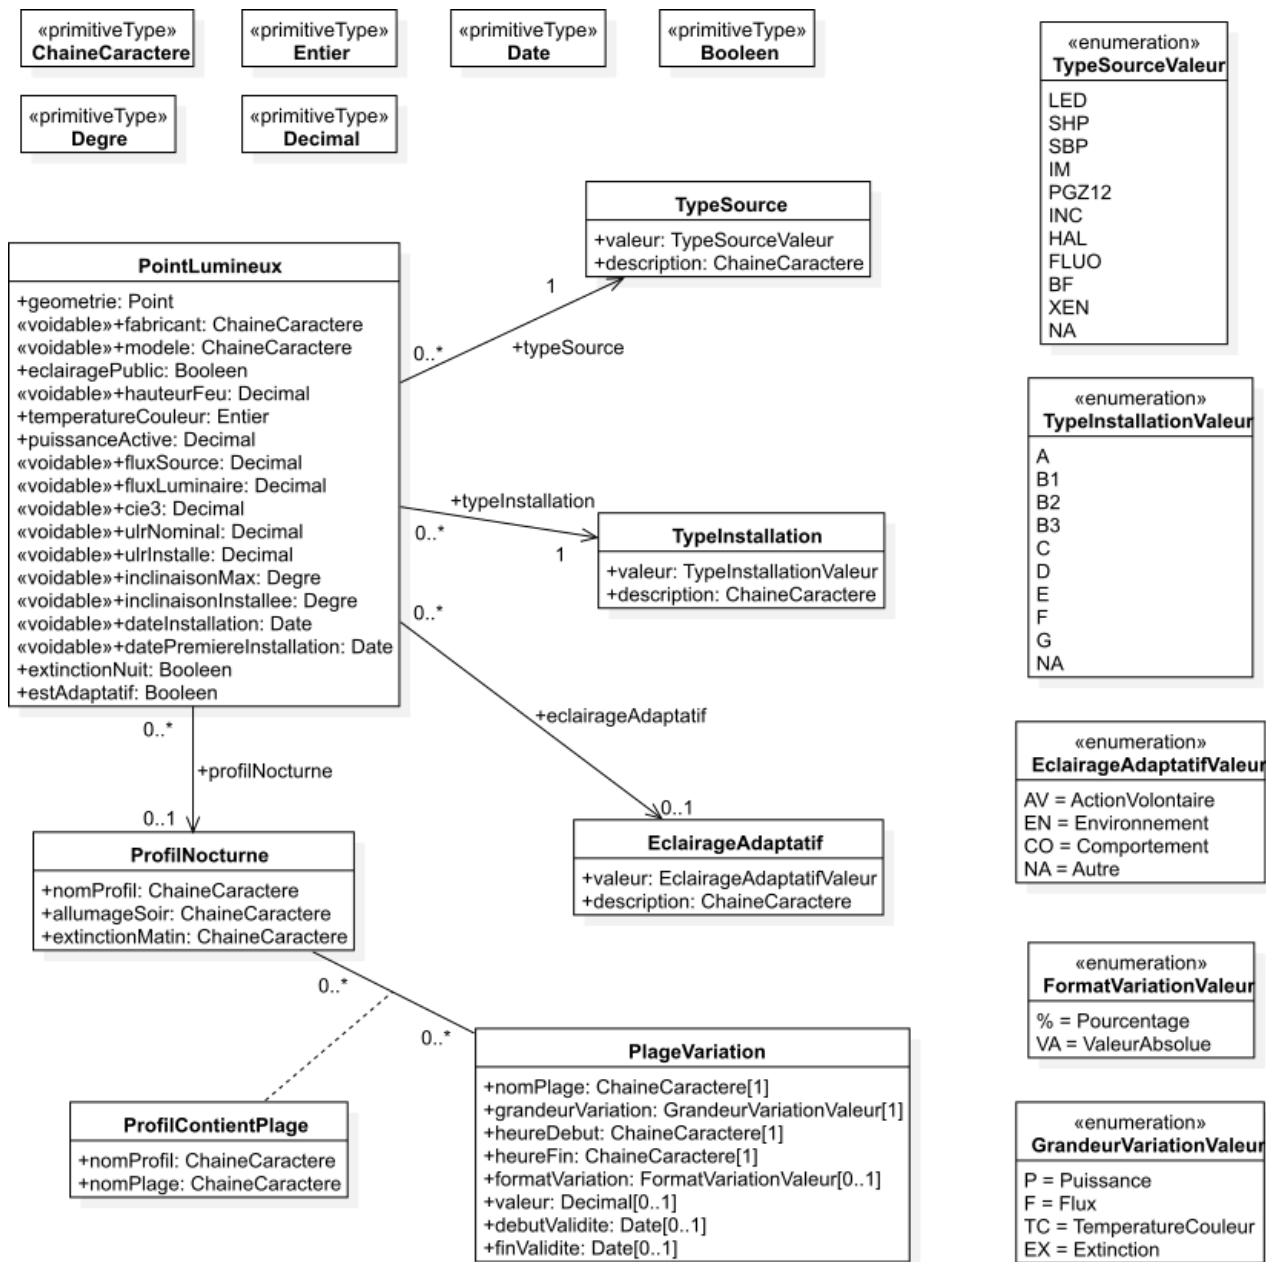 «primitiveType»
ChaineCaractere
«primitiveType»
Entier
«primitiveType»
Date
«primitiveType»
Booleen
«primitiveType»
Degre
«primitiveType»
Decimal
«enumeration»
TypeSourceValeur
LED
SHP
SBP
IM
PGZ12
INC
HAL
FLUO
BF
XEN
NA
TypeSource
+valeur: TypeSourceValeur
+description: ChaineCaractere
PointLumineux
+geometrie: Point
«voidable»+fabricant: ChaineCaractere
«voidable»+modele: ChaineCaractere
+eclairagePublic: Booleen
«voidable»+hauteurFeu: Decimal
+temperatureCouleur: Entier
+puissanceActive: Decimal
«voidable»+fluxSource: Decimal
«voidable»+fluxLuminaire: Decimal
«voidable»+cie3: Decimal
«voidable»+ulrNominal: Decimal
«voidable»+ulrInstalle: Decimal
«voidable»+inclinaisonMax: Degre
«voidable»+inclinaisonInstallee: Degre
«voidable»+dateInstallation: Date
«voidable»+datePremiereInstallation: Date
+extinctionNuit: Booleen
+estAdaptatif: Booleen
1
0..*
+typeSource
+typeInstallation
0..*
1
TypeInstallation
+valeur: TypeInstallationValeur
+description: ChaineCaractere
«enumeration»
TypeInstallationValeur
A
B1
B2
B3
C
D
E
F
G
NA
0..*
+eclairageAdaptatif
0..1
0..*
+profilNocturne
0..1
EclairageAdaptatif
+valeur: EclairageAdaptatifValeur
+description: ChaineCaractere
«enumeration»
EclairageAdaptatifValeur
AV = ActionVolontaire
EN = Environnement
CO = Comportement
NA = Autre
ProfilNocturne
+nomProfil: ChaineCaractere
+allumageSoir: ChaineCaractere
+extinctionMatin: ChaineCaractere
0..*
0..*
«enumeration»
FormatVariationValeur
% = Pourcentage
VA = ValeurAbsolue
PlageVariation
+nomPlage: ChaineCaractere[1]
+grandeurVariation: GrandeurVariationValeur[1]
+heureDebut: ChaineCaractere[1]
+heureFin: ChaineCaractere[1]
+formatVariation: FormatVariationValeur[0..1]
+valeur: Decimal[0..1]
+debutValidite: Date[0..1]
+finValidite: Date[0..1]
ProfilContientPlage
+nomProfil: ChaineCaractere
+nomPlage: ChaineCaractere
«enumeration»
GrandeurVariationValeur
P = Puissance
F = Flux
TC = TemperatureCouleur
EX = Extinction